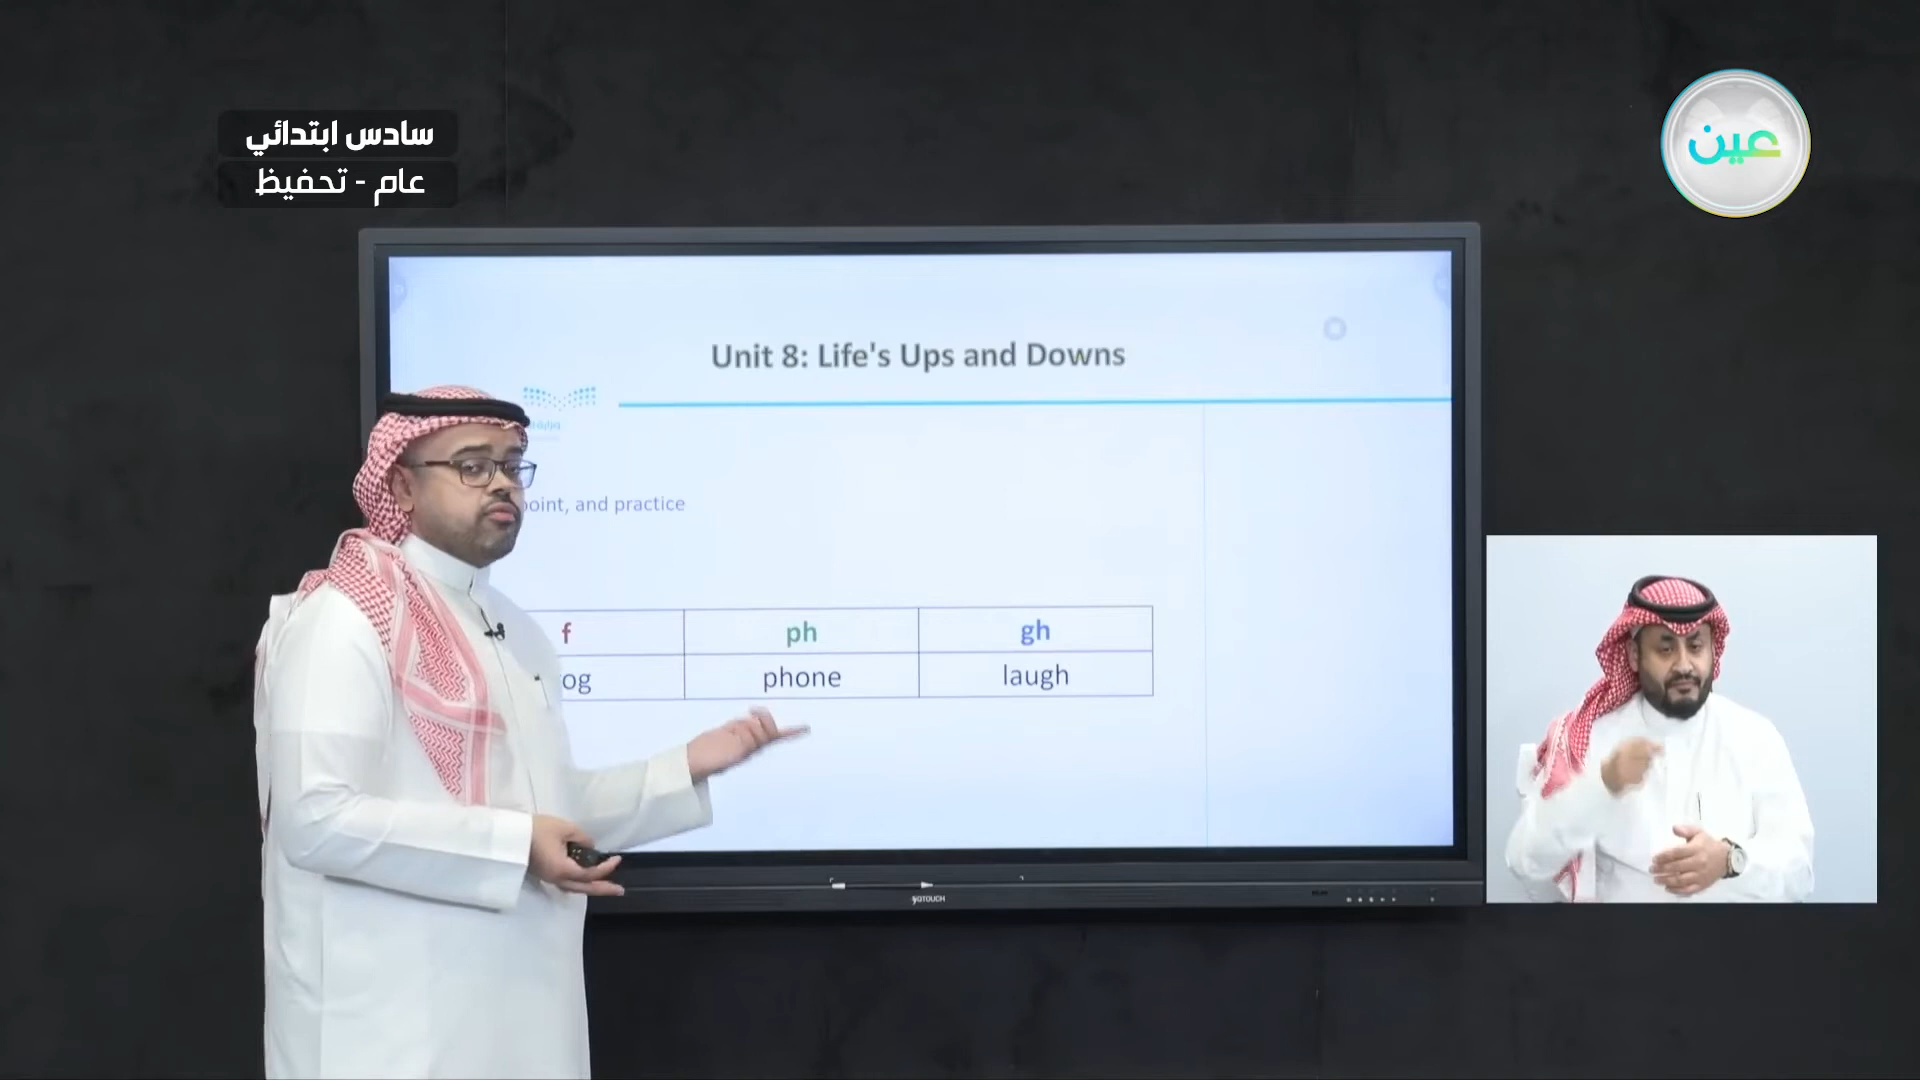 سادس ابتدائي
عام - تحفيظ
عين
Unit 8: Life's Ups and Downs
point, and practice
f ph gh
og phone laugh